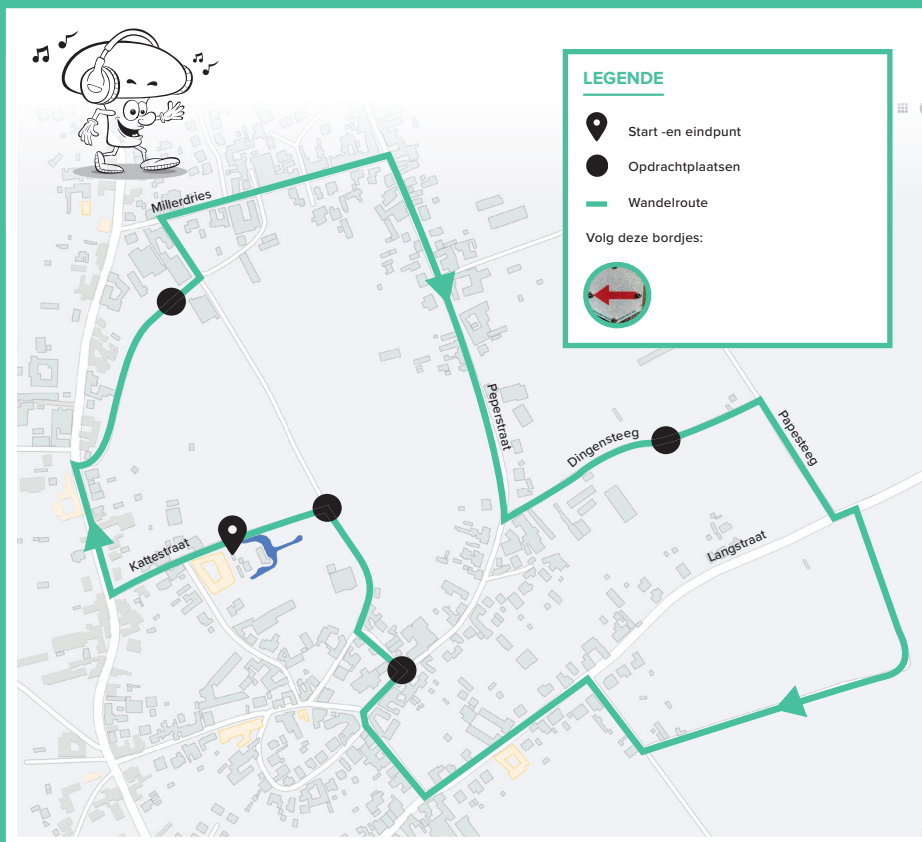 LEGENDE
Start -en eindpunt
Opdrachtplaatsen
Wandelroute
Volg deze bordjes:
Millerdries
Peperstraat
Dingensteeg
Papesteeg
Langstraat
Kattestraat